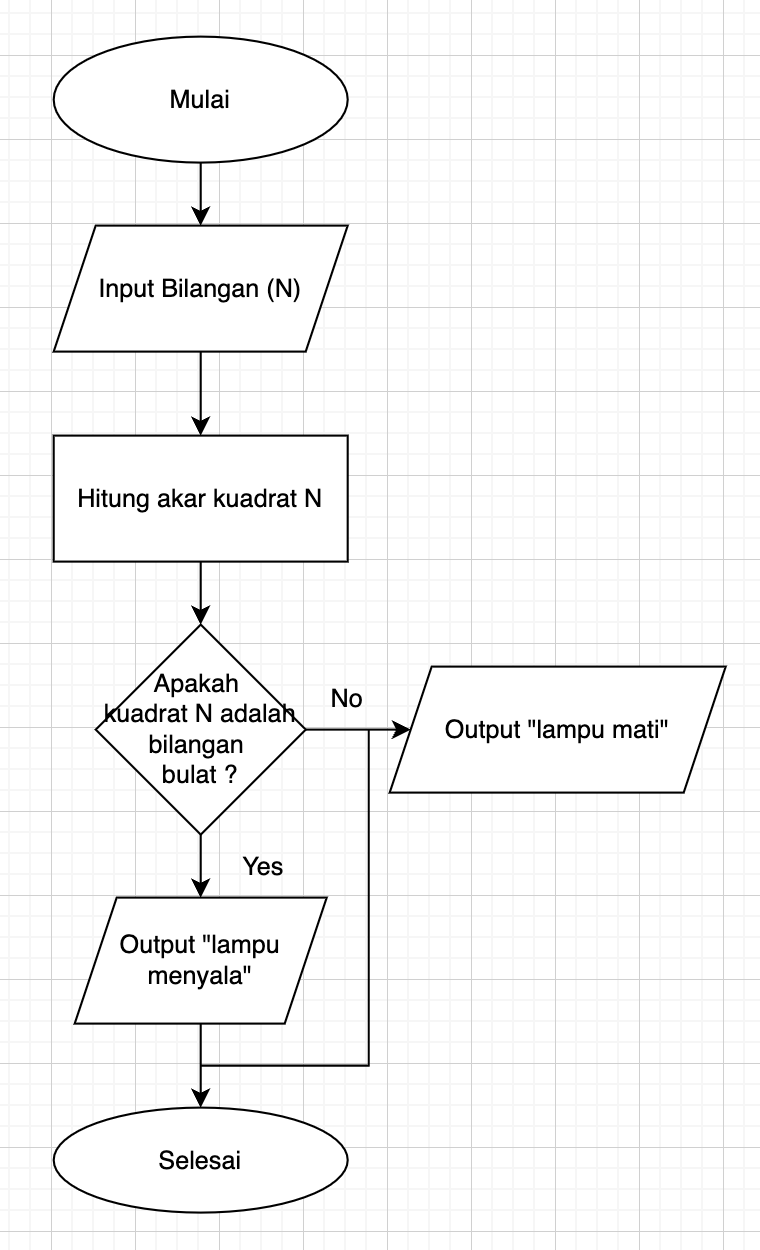 Mulai
Input Bilangan (N)
Hitung akar kuadrat N
Apakah
kuadrat N adalah
bilangan
bulat ?
No
Output "lampu mati"
Yes
Output "lampu
menyala"
Selesai